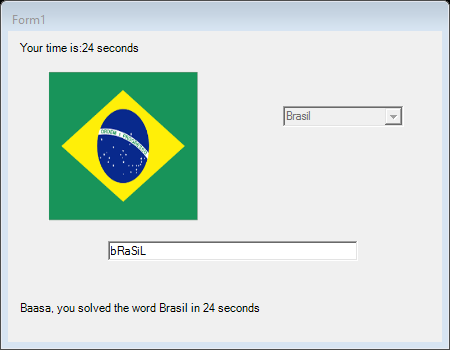 Form1
Your time is:24 seconds
Brasil
bRaSiL
Baasa, you solved the word Brasil in 24 seconds